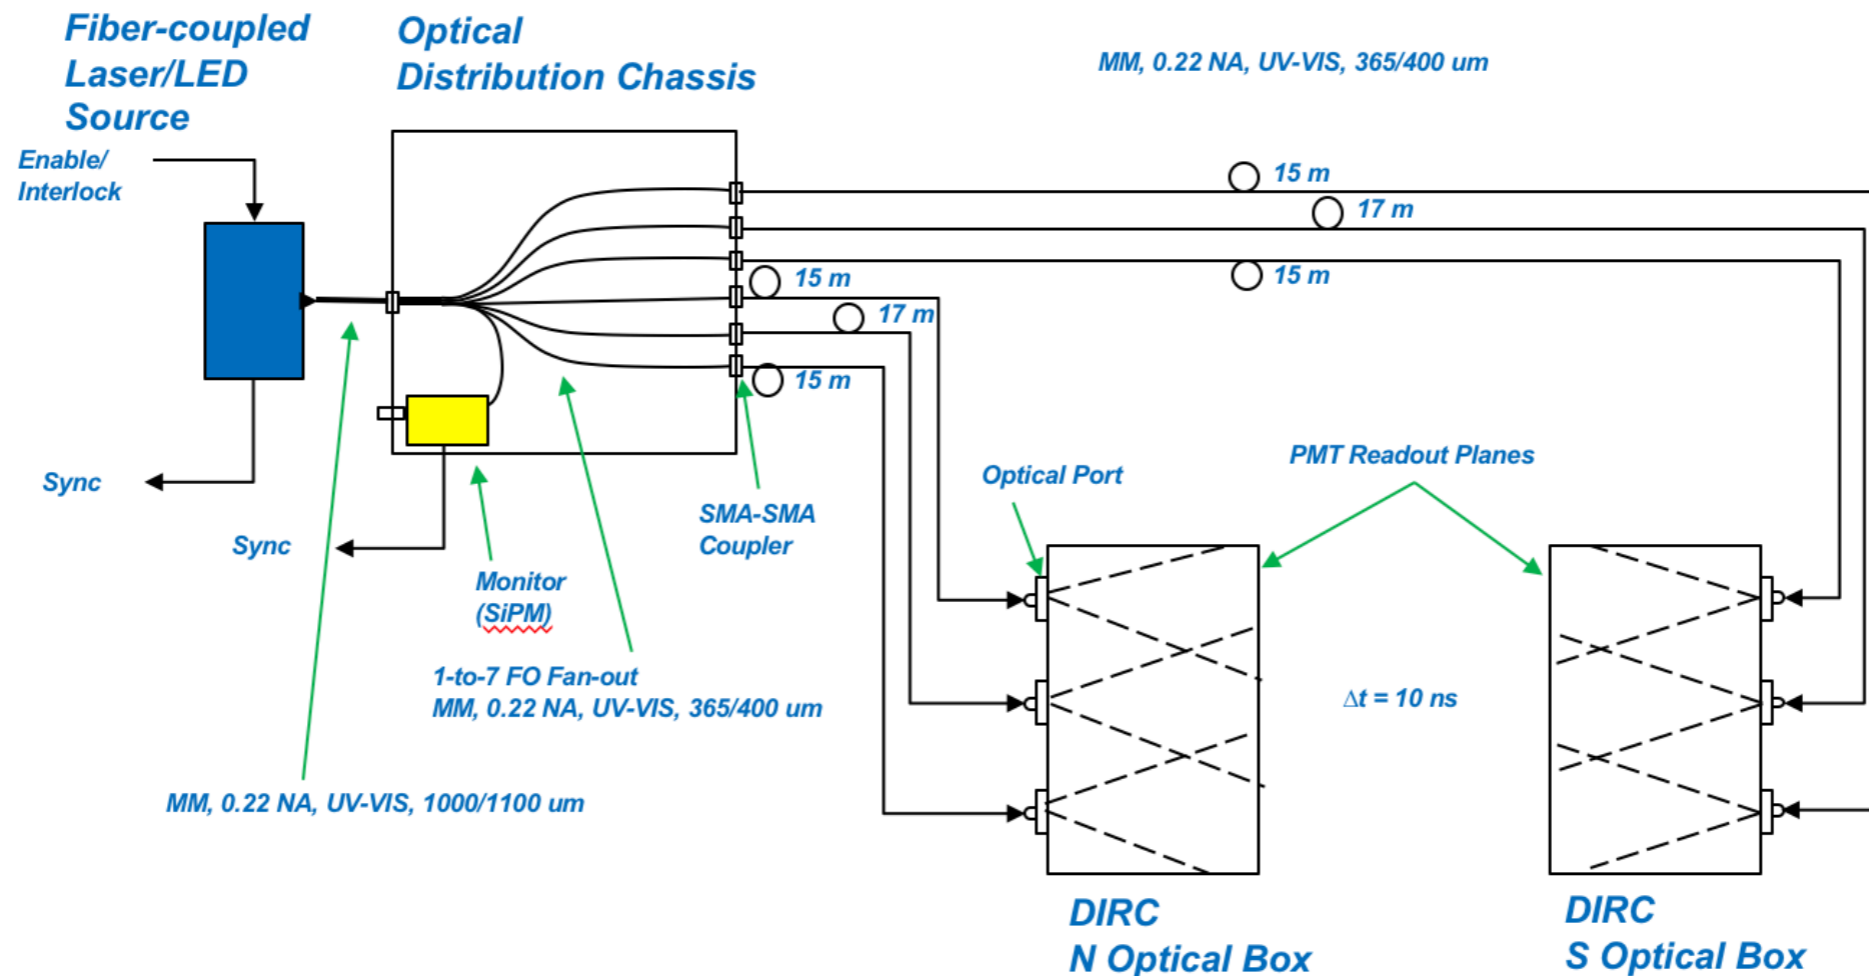 Fiber-coupled
Laser/LED
Source
Optical
Distribution Chassis
MM, 0.22 NA, UV-VIS, 365/400 um
Enable/
Interlock
15 m
17 m
15 m
15 m
17 m
15 m
Sync
Sync
Monitor
(SiPM)
SMA-SMA
Coupler
Optical Port
PMT Readout Planes
1-to-7 FO Fan-out
MM, 0.22 NA, UV-VIS, 365/400 um
Δt = 10 ns
MM, 0.22 NA, UV-VIS, 1000/1100 um
DIRC
N Optical Box
DIRC
S Optical Box